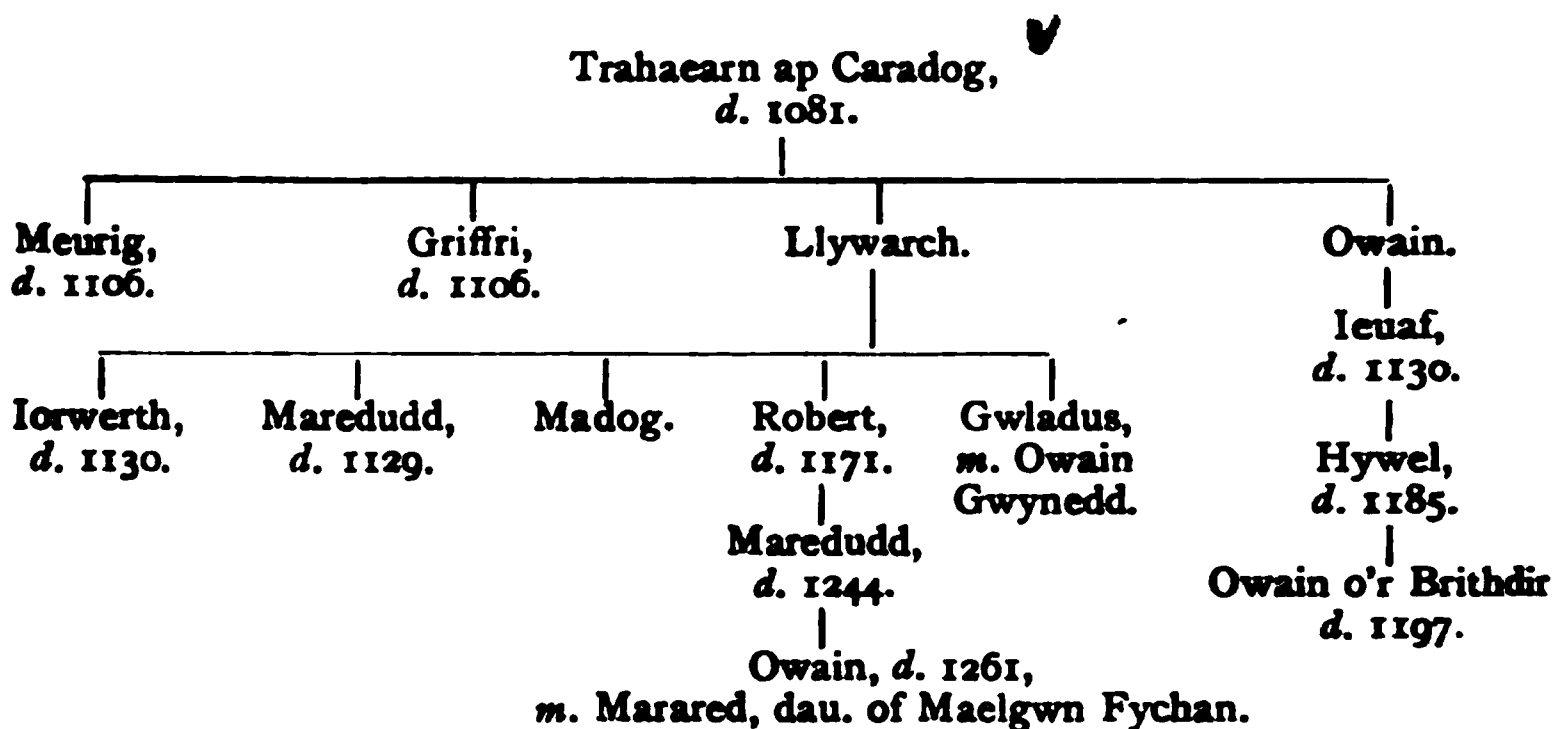 Trahaearn ap Caradog,
d. 1081.
Meurig,
d. 1106.
Griffri,
d. 1106.
Llywarch.
Owain.
Ieuaf,
d. 1130.
Iorwerth,
d. 1130.
Maredudd,
d. 1129.
Madog.
Robert,
d. 1171.
Gwladus,
m. Owain
Gwynedd.
Hywel,
d. 1185.
Maredudd,
d. 1244.
Owain o'r Brithdir
d. 1197.
Owain, d. 1261,
m. Marared, dau. of Maelgwn Fychan.